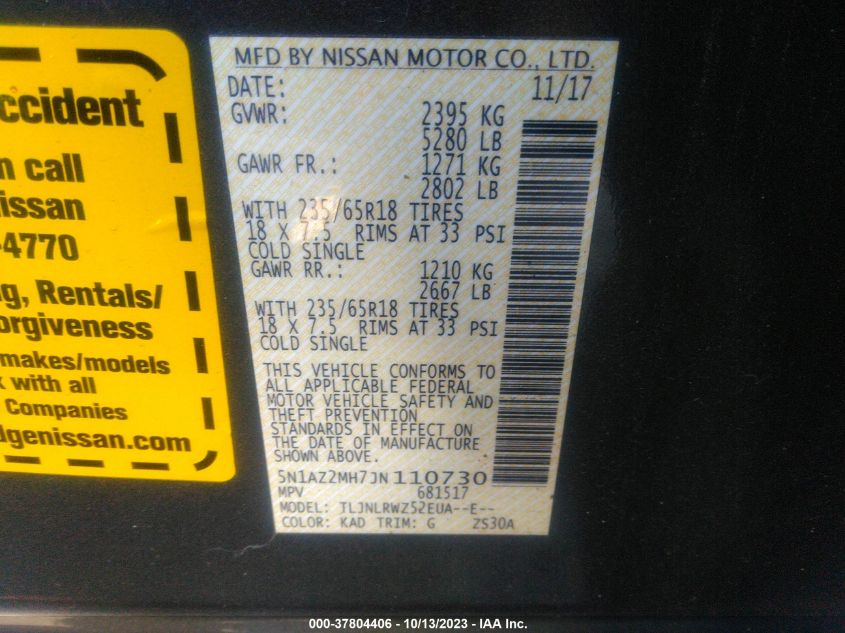 ccident
n call
issan
-4770
g, Rentals/
orgiveness
makes/models
with all
Companies
dgenissan.com
MFD BY NISSAN MOTOR CO., LTD.
DATE: 11/17
GVWR: 2395 KG
5280 LB
GAWR FR.: 1271 KG
2802 LB
WITH 235/65R18 TIRES
18 X 7.5 RIMS AT 33 PSI
COLD SINGLE
GAWR RR.: 1210 KG
2667 LB
WITH 235/65R18 TIRES
18 X 7.5 RIMS AT 33 PSI
COLD SINGLE
THIS VEHICLE CONFORMS TO
ALL APPLICABLE FEDERAL
MOTOR VEHICLE SAFETY AND
THEFT PREVENTION
STANDARDS IN EFFECT ON
THE DATE OF MANUFACTURE
SHOWN ABOVE.
5N1AZ2MH7JN110730
MPV 681517
MODEL: TLJNLRWZ52EUA--E--
COLOR: KAD TRIM: G ZS30A
000-37804406 - 10/13/2023 - IAA Inc.